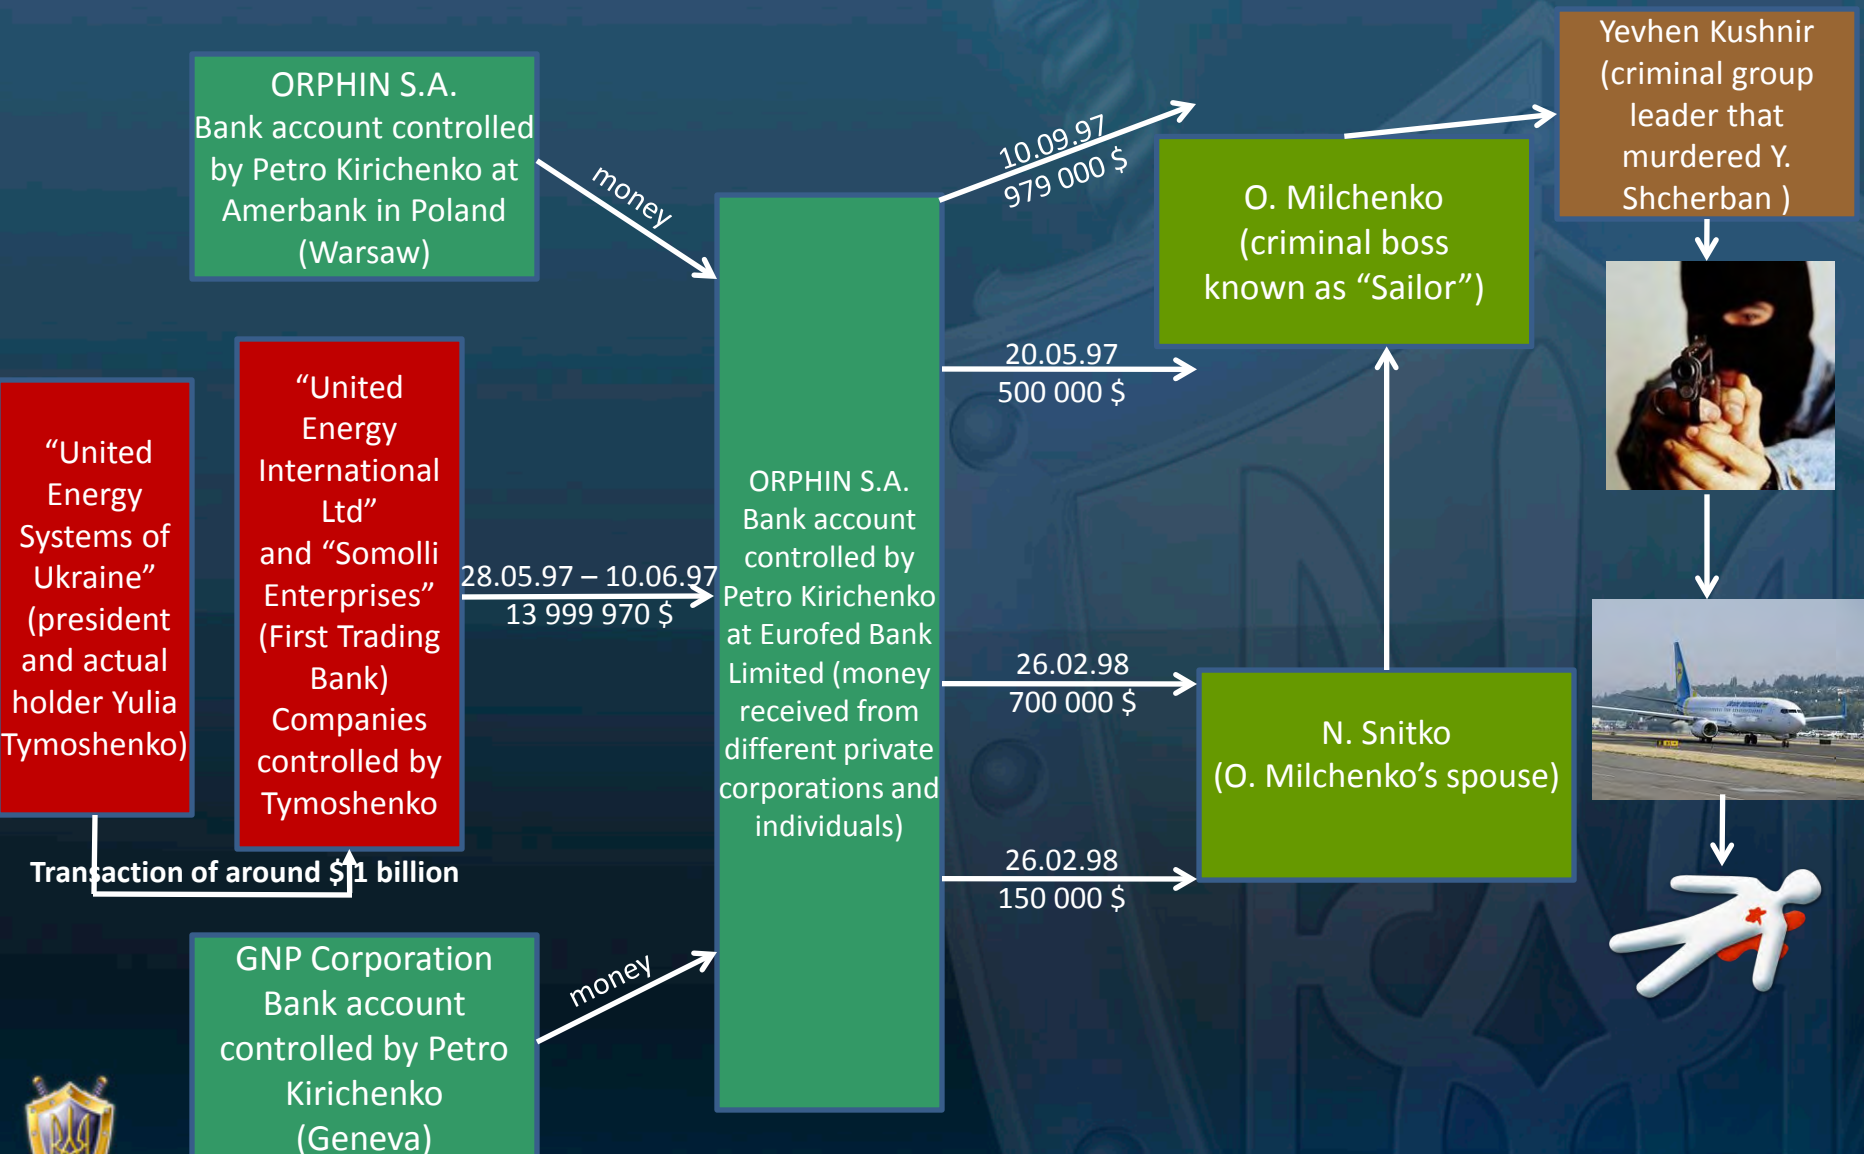 ORPHIN S.A.
Bank account controlled
by Petro Kirichenko at
Amerbank in Poland
(Warsaw)
money
“United
Energy
Systems of
Ukraine”
(president
and actual
holder Yulia
Tymoshenko)
“United
Energy
International
Ltd”
and “Somolli
Enterprises”
(First Trading
Bank)
Companies
controlled by
Tymoshenko
Transaction of around $ 1 billion
28.05.97 – 10.06.97
13 999 970 $
GNP Corporation
Bank account
controlled by Petro
Kirichenko
(Geneva)
money
ORPHIN S.A.
Bank account
controlled by
Petro Kirichenko
at Eurofed Bank
Limited (money
received from
different private
corporations and
individuals)
10.09.97
979 000 $
20.05.97
500 000 $
26.02.98
700 000 $
26.02.98
150 000 $
O. Milchenko
(criminal boss
known as “Sailor”)
N. Snitko
(O. Milchenko’s spouse)
Yevhen Kushnir
(criminal group
leader that
murdered Y.
Shcherban )